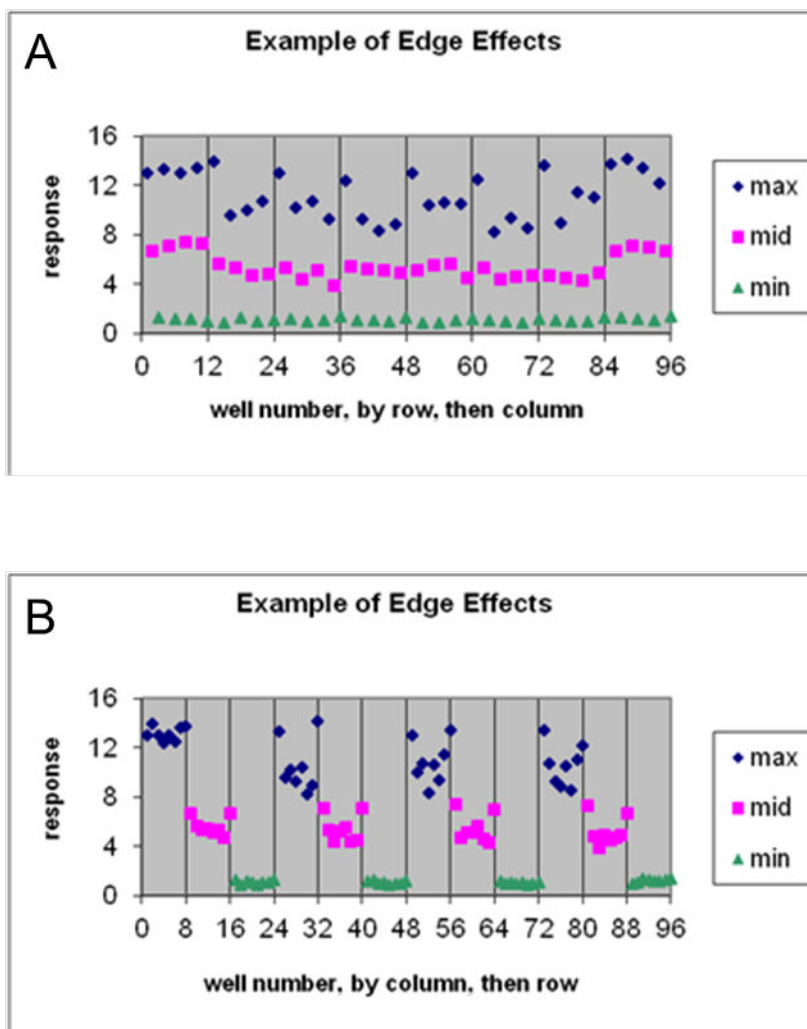 A
Example of Edge Effects
16
12
8
4
0
response
0 12 24 36 48 60 72 84 96
well number, by row, then column
max
mid
min
B
Example of Edge Effects
16
12
8
4
0
response
0 8 16 24 32 40 48 56 64 72 80 88 96
well number, by column, then row
max
mid
min